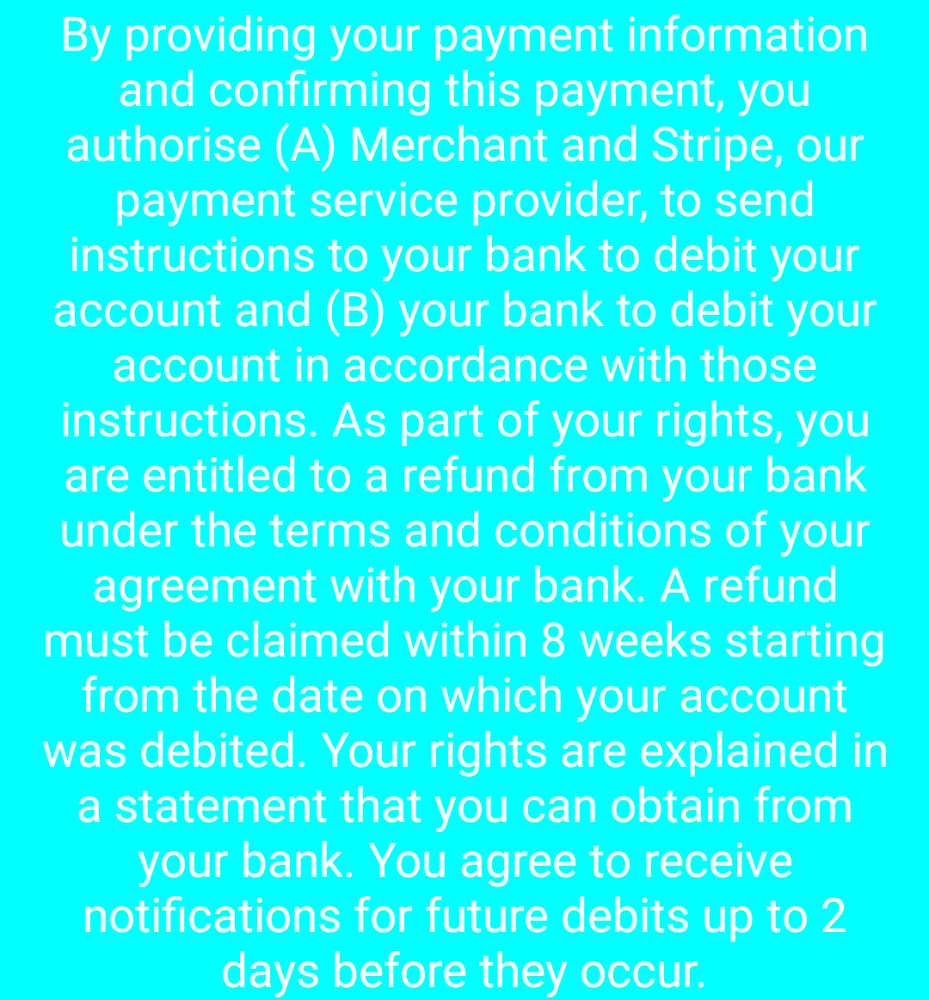 By providing your payment information
and confirming this payment, you
authorise (A) Merchant and Stripe, our
payment service provider, to send
instructions to your bank to debit your
account and (B) your bank to debit your
account in accordance with those
instructions. As part of your rights, you
are entitled to a refund from your bank
under the terms and conditions of your
agreement with your bank. A refund
must be claimed within 8 weeks starting
from the date on which your account
was debited. Your rights are explained in
a statement that you can obtain from
your bank. You agree to receive
notifications for future debits up to 2
days before they occur.